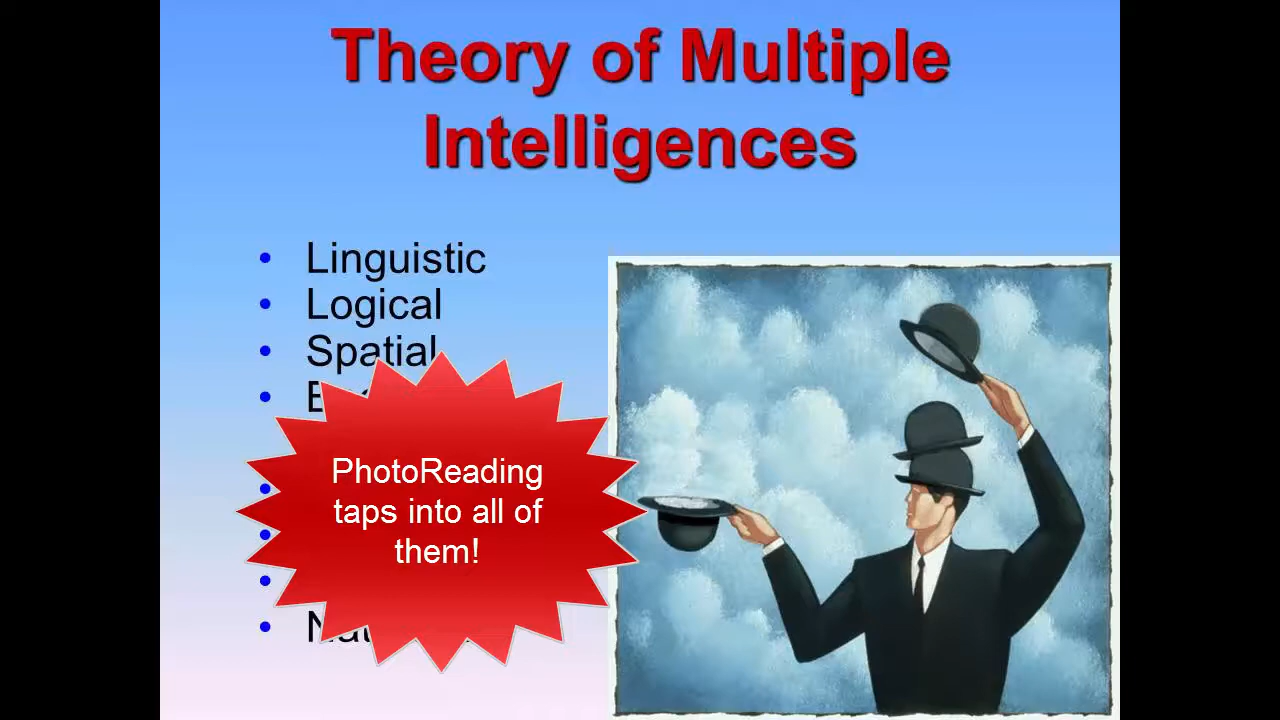 Theory of Multiple
Intelligences
• Linguistic
• Logical
• Spatial
PhotoReading
taps into all of
them!